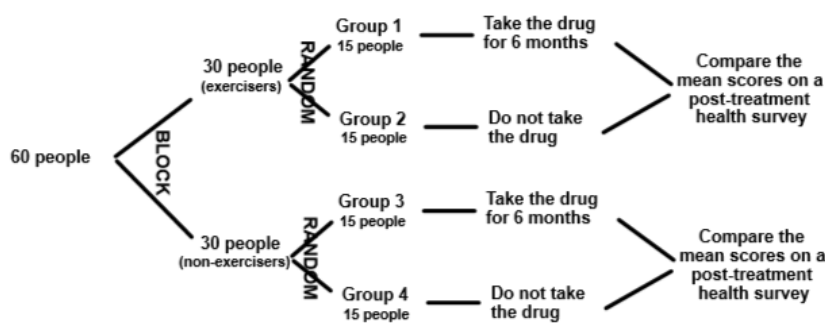 60 people
BLOCK
30 people
(exercisers)
RANDOM
Group 1
15 people
Take the drug
for 6 months
Group 2
15 people
Do not take
the drug
Compare the
mean scores on a
post-treatment
health survey
30 people
(non-exercisers)
RANDOM
Group 3
15 people
Take the drug
for 6 months
Group 4
15 people
Do not take
the drug
Compare the
mean scores on a
post-treatment
health survey